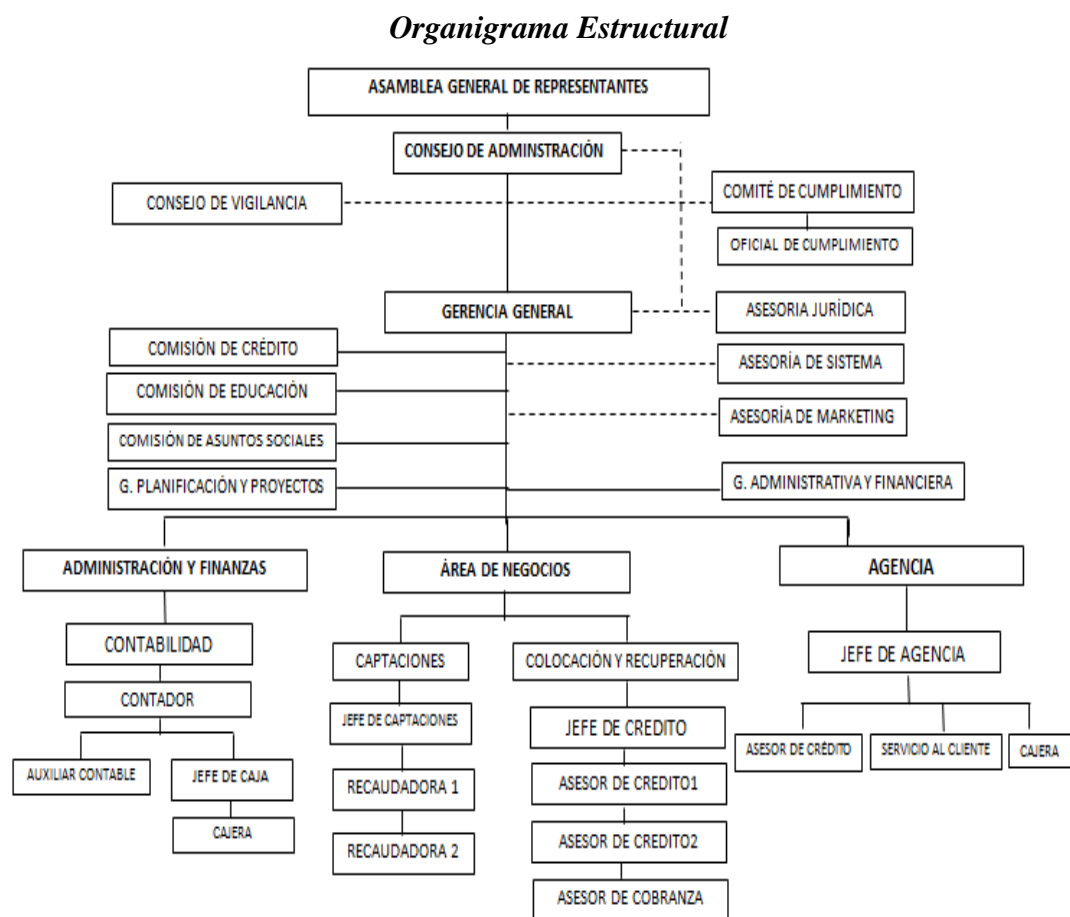 Organigrama Estructural
ASAMBLEA GENERAL DE REPRESENTANTES
CONSEJO DE ADMINSTRACIÓN
CONSEJO DE VIGILANCIA
COMITÉ DE CUMPLIMIENTO
OFICIAL DE CUMPLIMIENTO
GERENCIA GENERAL
ASESORIA JURÍDICA
COMISIÓN DE CRÉDITO
ASESORÍA DE SISTEMA
COMISIÓN DE EDUCACIÓN
ASESORÍA DE MARKETING
COMISIÓN DE ASUNTOS SOCIALES
G. PLANIFICACIÓN Y PROYECTOS
G. ADMINISTRATIVA Y FINANCIERA
ADMINISTRACIÓN Y FINANZAS
ÁREA DE NEGOCIOS
AGENCIA
CONTABILIDAD
CAPTACIONES
COLOCACIÓN Y RECUPERACIÓN
JEFE DE AGENCIA
CONTADOR
JEFE DE CAPTACIONES
JEFE DE CREDITO
ASESOR DE CRÉDITO
SERVICIO AL CLIENTE
CAJERA
AUXILIAR CONTABLE
JEFE DE CAJA
RECAUDADORA 1
ASESOR DE CREDITO1
CAJERA
RECAUDADORA 2
ASESOR DE CREDITO2
ASESOR DE COBRANZA